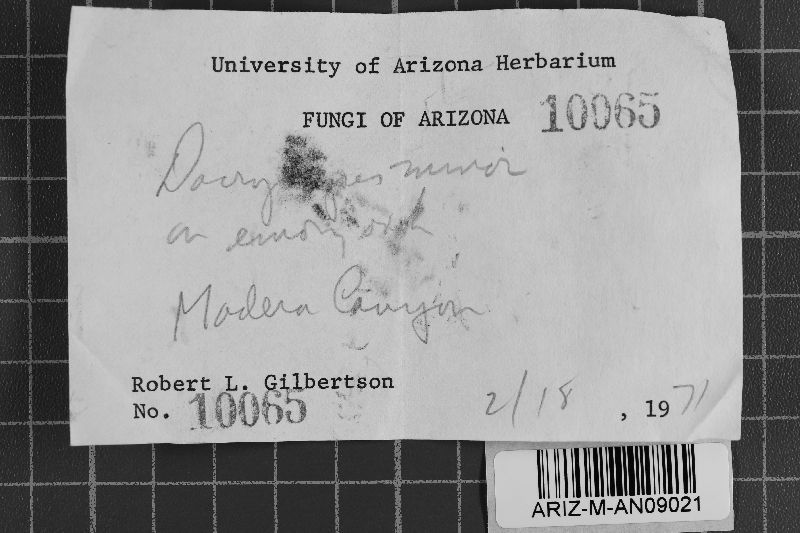 University of Arizona Herbarium
FUNGI OF ARIZONA 10065
minor
on emory oak
Madera Canyon
Robert L. Gilbertson
No. 10065 2/18, 1971
ARIZ-M-AN09021